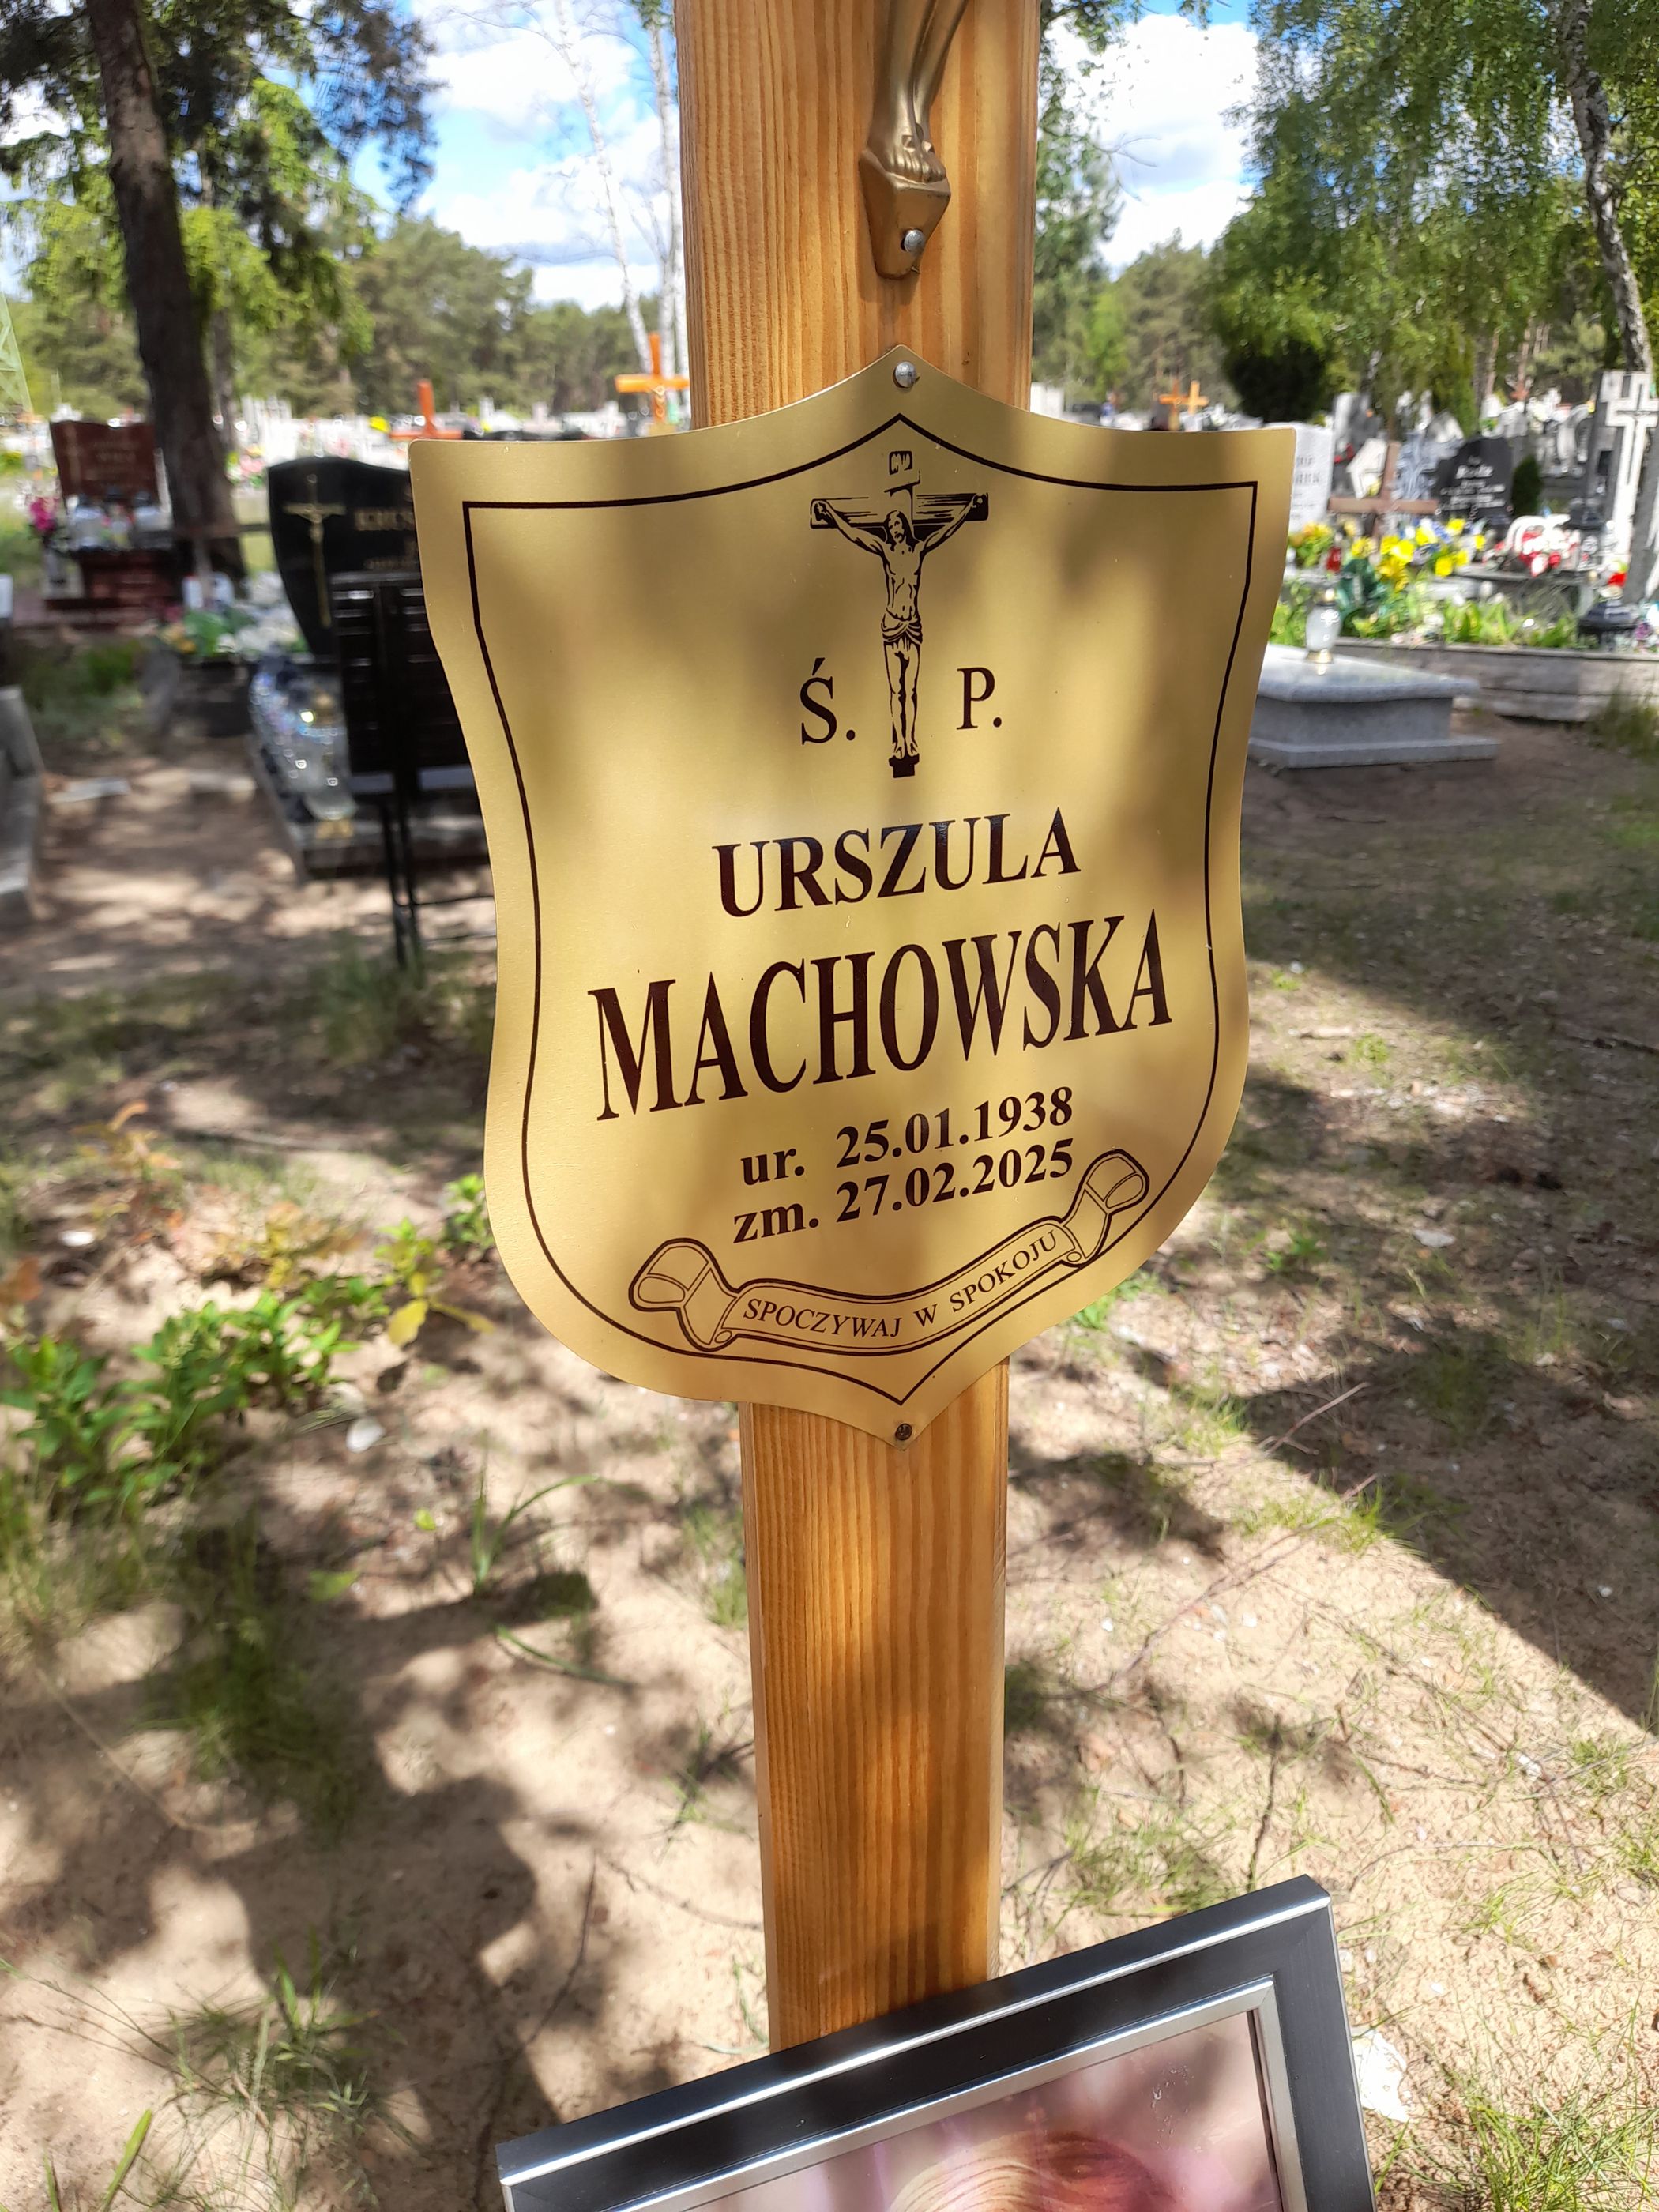 Ś. P.
URSZULA
MACHOWSKA
ur. 25.01.1938
zm. 27.02.2025
SPOCZYWAJ W SPOKOJU